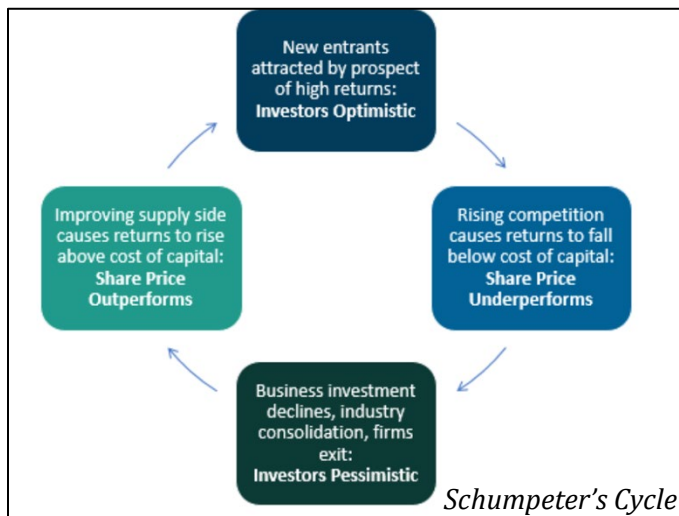 New entrants
attracted by prospect
of high returns:
Investors Optimistic
Improving supply side
causes returns to rise
above cost of capital:
Share Price
Outperforms
Rising competition
causes returns to fall
below cost of capital:
Share Price
Underperforms
Business investment
declines, industry
consolidation, firms
exit:
Investors Pessimistic
Schumpeter's Cycle